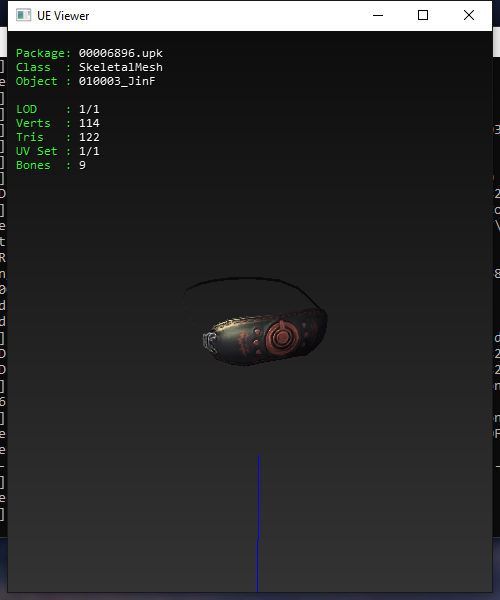 UE Viewer
Package: 00006896.upk
Class  : SkeletalMesh
Object : 010003_JinF
LOD    : 1/1
Verts  : 114
Tris   : 122
UV Set : 1/1
Bones  : 9